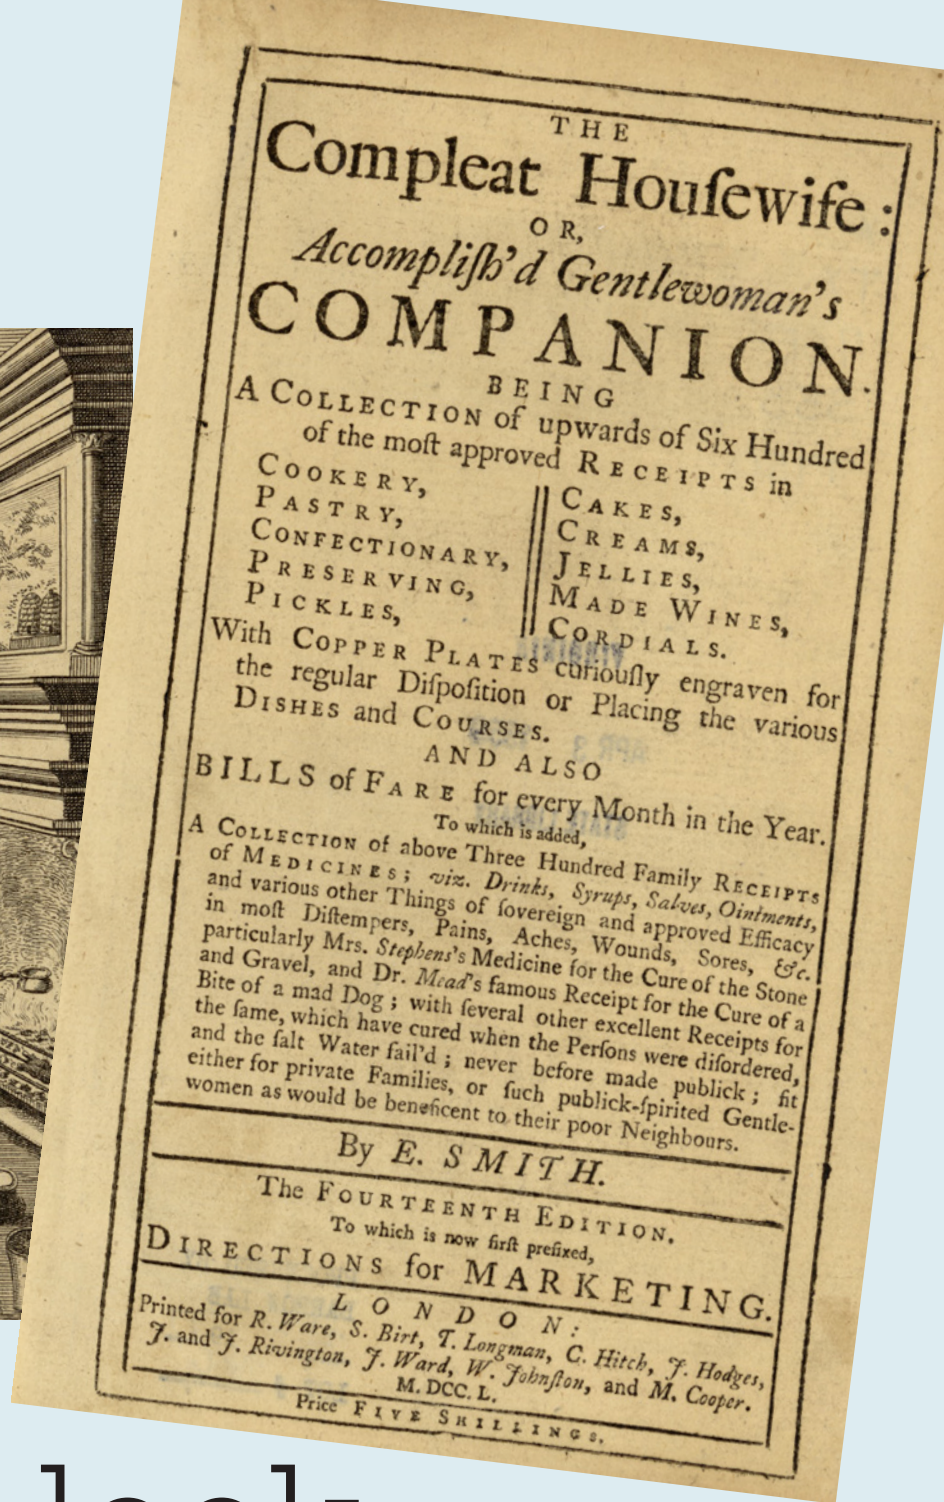 THE
Compleat Houſewife:
OR,
Accompliſh'd Gentlewoman's
COMPANION.
BEING
A COLLECTION of upwards of Six Hundred
of the moſt approved RECEIPTS in
COOKERY,
PASTRY,
CONFECTIONARY,
PRESERVING,
PICKLES,
CAKES,
CREAMS,
JELLIES,
MADE WINES,
CORDIALS.
With COPPER PLATES curiouſly engraven for
the regular Diſpoſition or Placing the various
DISHES and COURSES.
AND ALSO
BILLS of FARE for every Month in the Year.
To which is added,
A COLLECTION of above Three Hundred Family RECEIPTS
of MEDICINES; viz. Drinks, Syrups, Salves, Ointments,
and various other Things of ſovereign and approved Efficacy
in moſt Diſtempers, Pains, Aches, Wounds, Sores, &c.
particularly Mrs. Stephens's Medicine for the Cure of the Stone
and Gravel, and Dr. Mead's famous Receipt for the Cure of a
Bite of a mad Dog; with ſeveral other excellent Receipts for
the ſame, which have cured when the Perſons were diſordered,
and the ſalt Water fail'd; never before made publick; fit
either for private Families, or ſuch publick-ſpirited Gentle-
women as would be beneficent to their poor Neighbours.
By E. SMITH.
The FOURTEENTH EDITION.
To which is now firſt prefixed,
DIRECTIONS for MARKETING.
LONDON:
Printed for R. Ware, S. Birt, T. Longman, C. Hitch, J. Hodges,
J. and J. Rivington, J. Ward, W. Johnſton, and M. Cooper.
M. DCC. L.
Price FIVE SHILLINGS.